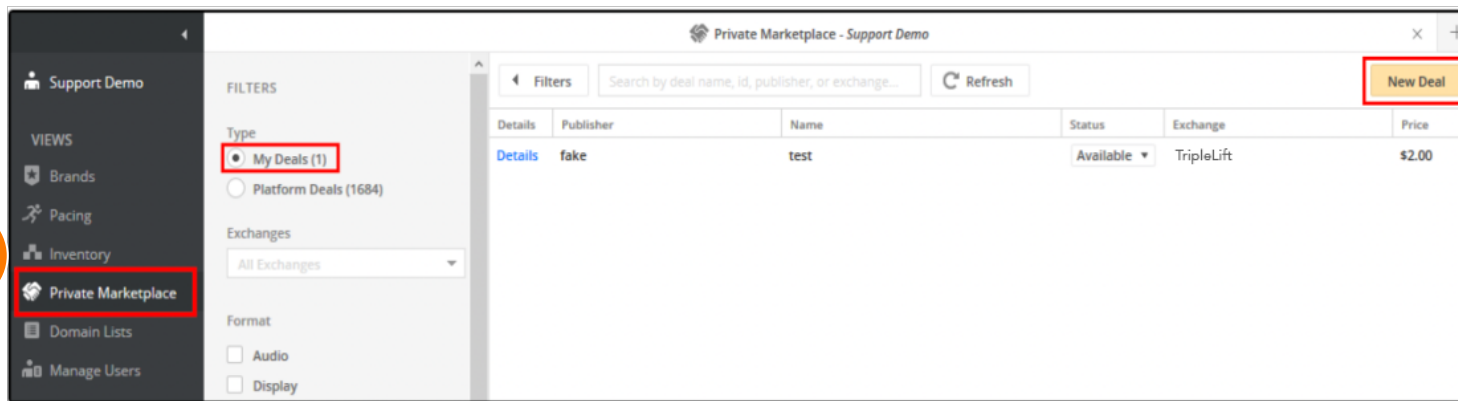 Private Marketplace - Support Demo
Support Demo
VIEWS
Brands
Pacing
Inventory
Private Marketplace
Domain Lists
Manage Users
FILTERS
Type
My Deals (1)
Platform Deals (1684)
Exchanges
All Exchanges
Format
Audio
Display
Filters
Search by deal name, id, publisher, or exchange...
Refresh
New Deal
Details Publisher Name Status Exchange Price
Details fake test Available TripleLift $2.00